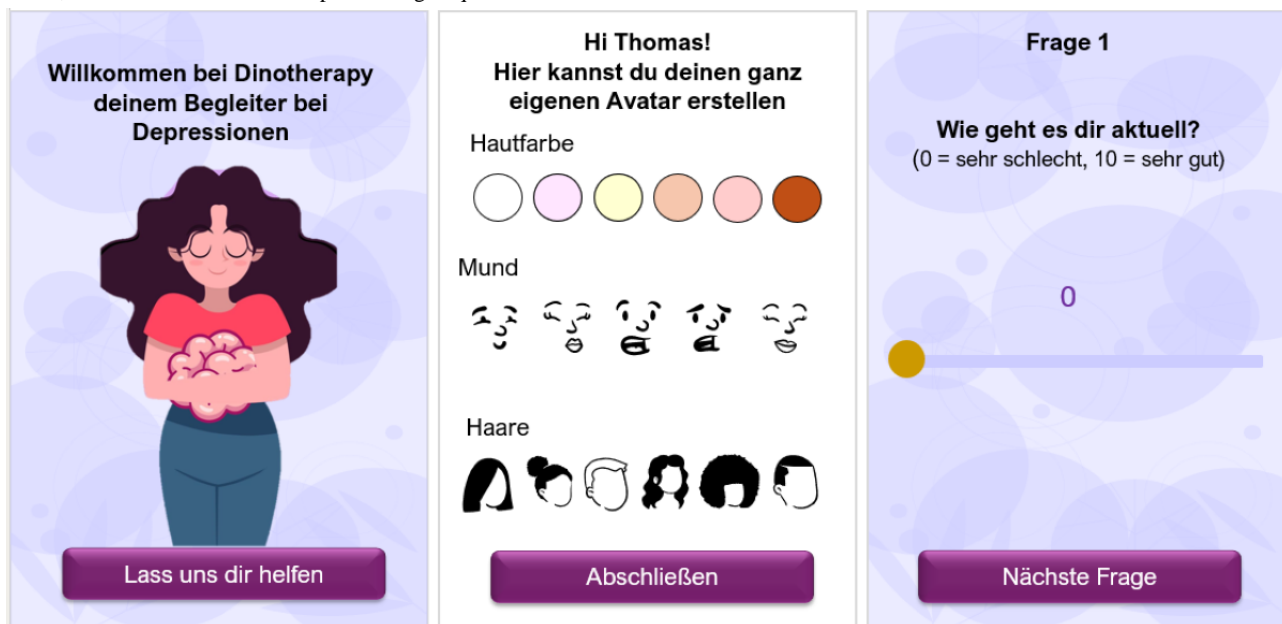 Willkommen bei Dinotherapy
deinem Begleiter bei
Depressionen
Lass uns dir helfen
Hi Thomas!
Hier kannst du deinen ganz
eigenen Avatar erstellen
Hautfarbe
Mund
Haare
Abschließen
Frage 1
Wie geht es dir aktuell?
(0 = sehr schlecht, 10 = sehr gut)
0
Nächste Frage